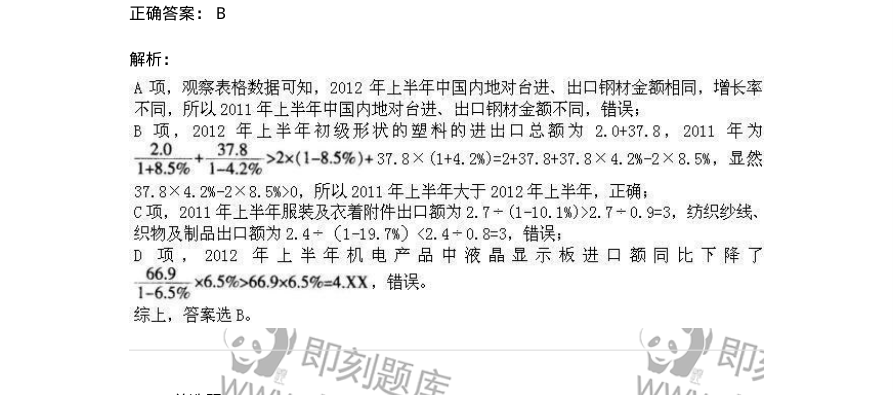 正确答案： B
解析：
A 项，观察表格数据可知，2012 年上半年中国内地对台进、出口钢材金额相同，增长率
不同，所以 2011 年上半年中国内地对台进、出口钢材金额不同，错误；
B 项，2012 年上半年初级形状的塑料的进出口总额为 2.0+37.8，2011 年为
2.0/1+8.5%+37.8/1-4.2%>2×(1-8.5%)+37.8×(1+4.2%)=2+37.8+37.8×4.2%-2×8.5%，显然
37.8×4.2%-2×8.5%>0，所以 2011 年上半年大于 2012 年上半年，正确；
C 项，2011 年上半年服装及衣着附件出口额为 2.7÷(1-10.1%)>2.7÷0.9=3，纺织纱线、
织物及制品出口额为 2.4÷（1-19.7%）<2.4÷0.8=3，错误；
D 项，2012 年上半年机电产品中液晶显示板进口额同比下降了
66.9/1-6.5%×6.5%>66.9×6.5%=4.XX，错误。
综上，答案选 B。
即刻题库
即刻